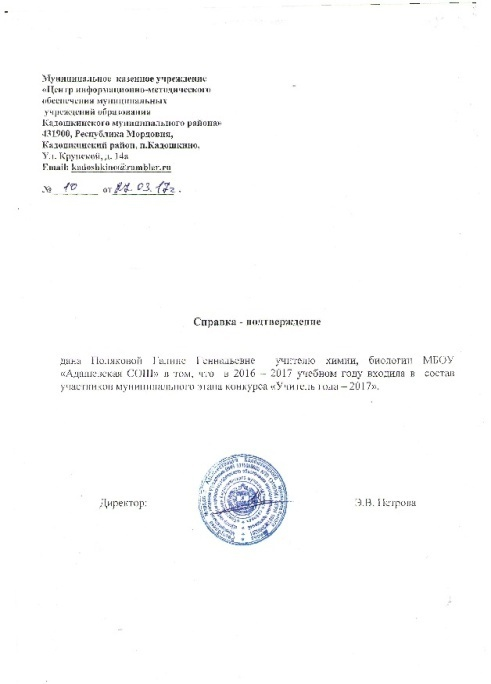 Муниципальное казенное учреждение
«Центр информационно-методического
обеспечения муниципальных
учреждений образования
Кадошкинского муниципального района»
431900, Республика Мордовия,
Кадошкинский район, п.Кадошкино,
Ул. Крупской, д. 14а
Email: kadoshkino@rambler.ru
№ 10 от 27.03.17г.
Справка - подтверждение
дана Поляковой Галине Геннадьевне учителю химии, биологии МБОУ
«Адашевская СОШ» в том, что в 2016 – 2017 учебном году входила в состав
участников муниципального этапа конкурса «Учитель года – 2017».
Директор: Э.В. Петрова